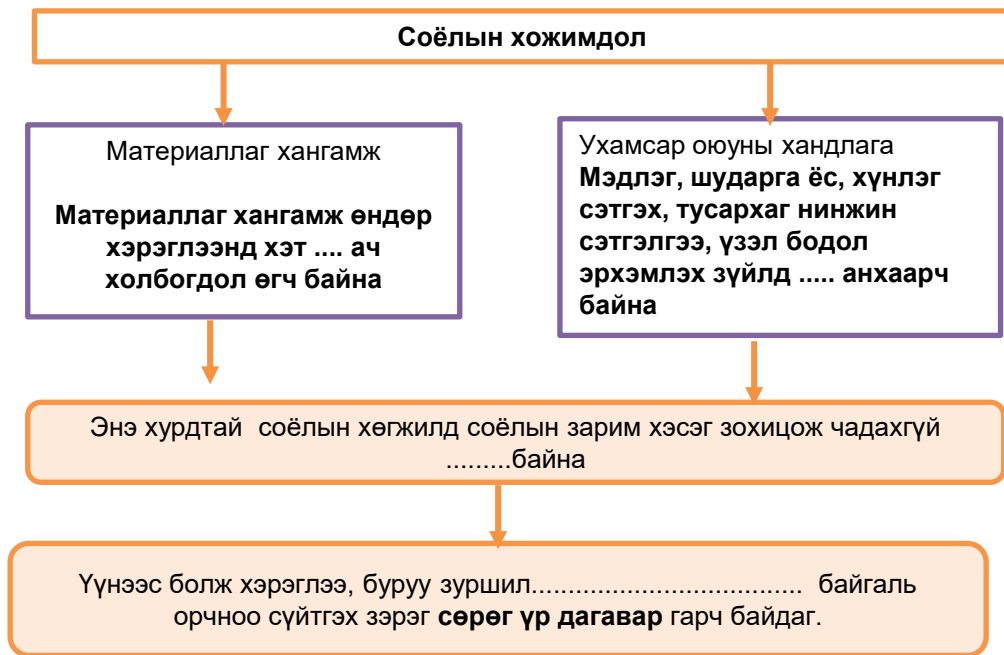 Соёлын хожимдол
Материаллаг хангамж
Материаллаг хангамж өндөр
хэрэглээнд хэт .... ач
холбогдол өгч байна
Ухамсар оюуны хандлага
Мэдлэг, шударга ёс, хүнлэг
сэтгэх, тусархаг нинжин
сэтгэлгээ, үзэл бодол
эрхэмлэх зүйлд ..... анхаарч
байна
Энэ хурдтай соёлын хөгжилд соёлын зарим хэсэг зохицож чадахгүй
.........байна
Үүнээс болж хэрэглээ, буруу зуршил.................................... байгаль
орчноо сүйтгэх зэрэг сөрөг үр дагавар гарч байдаг.